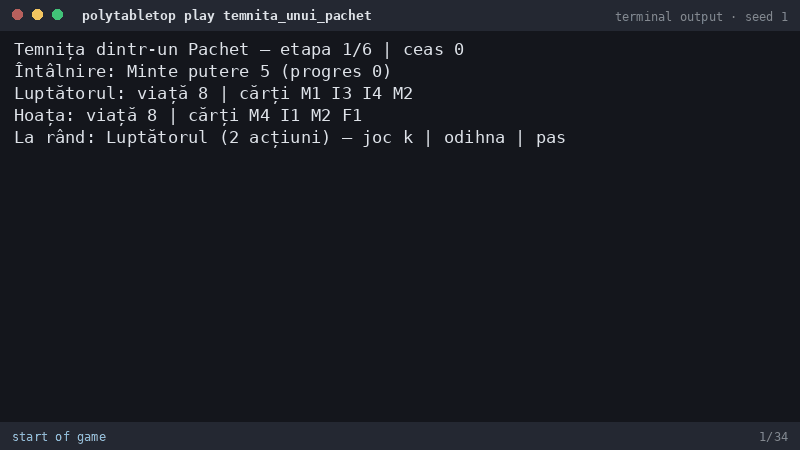 polytabletop play temnita_unui_pachet
terminal output · seed 1
Temnița dintr-un Pachet — etapa 1/6 | ceas 0
Întâlnire: Minte putere 5 (progres 0)
Luptătorul: viață 8 | cărți M1 I3 I4 M2
Hoața: viață 8 | cărți M4 I1 M2 F1
La rând: Luptătorul (2 acțiuni) — joc k | odihna | pas
start of game
1/34